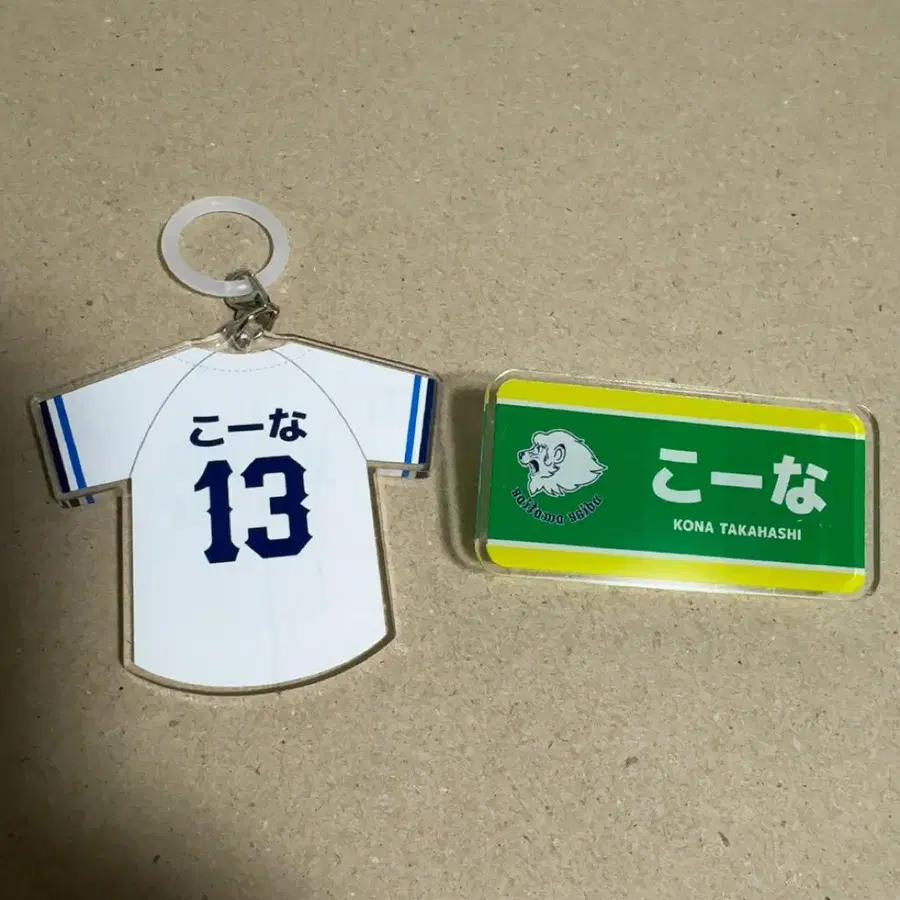 こーな
13
こーな
KONA TAKAHASHI
saitama seibu